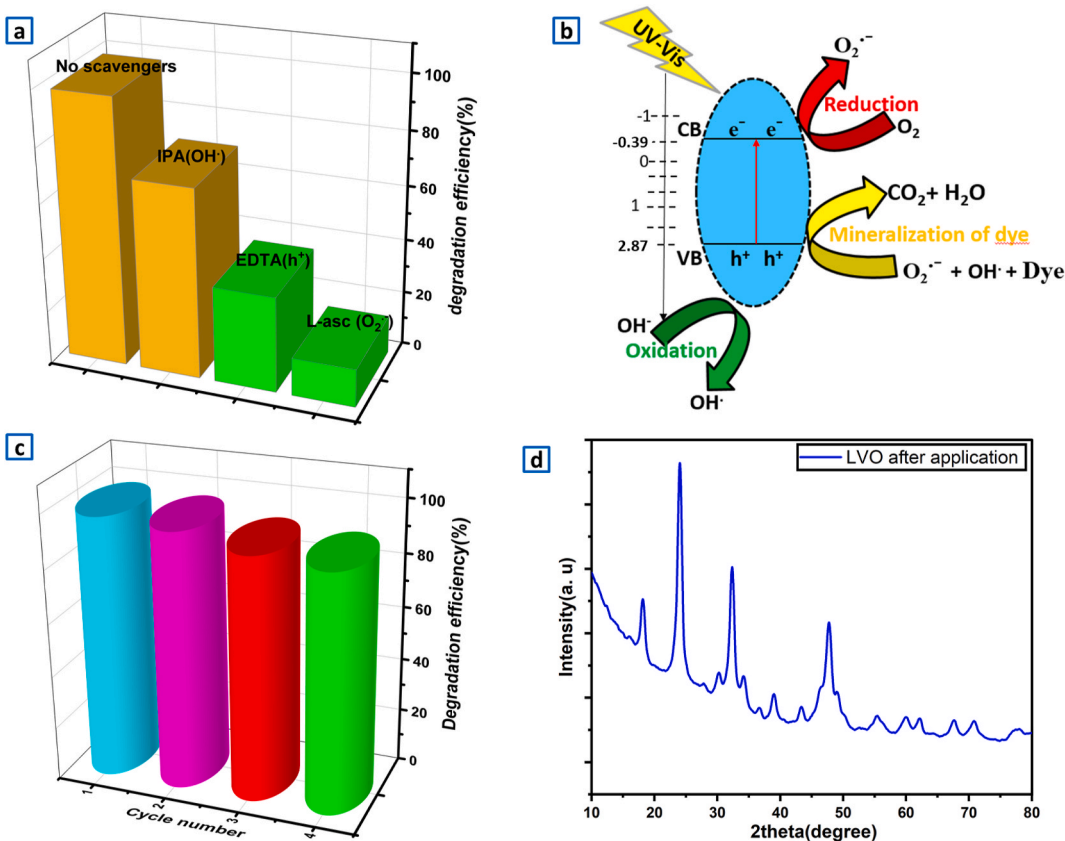 a
No scavengers
IPA(OH·)
EDTA(h⁺)
L-asc (O₂·⁻)
100
80
60
40
20
0
degradation efficiency(%)
b
UV-Vis
O₂·⁻
Reduction
O₂
-1
CB
e⁻ e⁻
-0.39
0
1
2.87
VB
h⁺ h⁺
CO₂+ H₂O
Mineralization of dye
O₂·⁻ + OH· + Dye
OH⁻
Oxidation
OH·
c
100
80
60
40
20
0
Degradation efficiency(%)
1
2
3
4
Cycle number
d
LVO after application
Intensity(a. u)
10 20 30 40 50 60 70 80
2theta(degree)